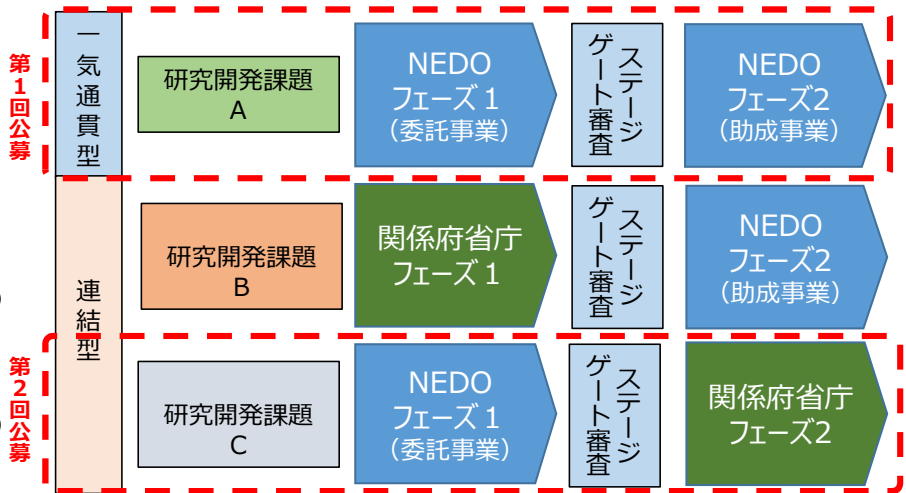 第1回公募
一気通貫型
研究開発課題
A
NEDO
フェーズ1
（委託事業）
ステージ
ゲート審査
NEDO
フェーズ2
（助成事業）
連結型
研究開発課題
B
関係府省庁
フェーズ1
ステージ
ゲート審査
NEDO
フェーズ2
（助成事業）
第2回公募
研究開発課題
C
NEDO
フェーズ1
（委託事業）
ステージ
ゲート審査
関係府省庁
フェーズ2